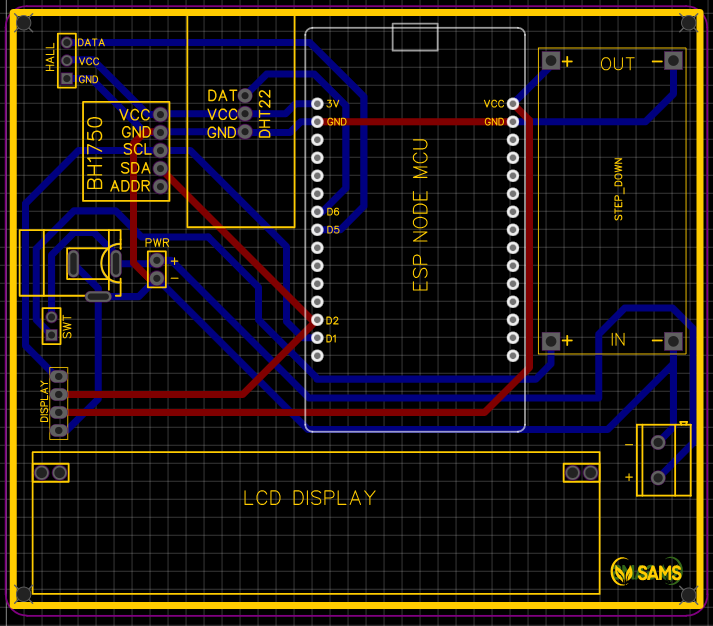 DATA
VCC
GND
HALL
DAT
VCC
GND
DHT22
VCC
GND
SCL
SDA
ADDR
BH1750
3V
GND
D6
D5
D2
D1
VCC
GND
ESP NODE MCU
+ OUT −
STEP_DOWN
+ IN −
PWR
+
−
SWT
DISPLAY
−
+
LCD DISPLAY
SAMS